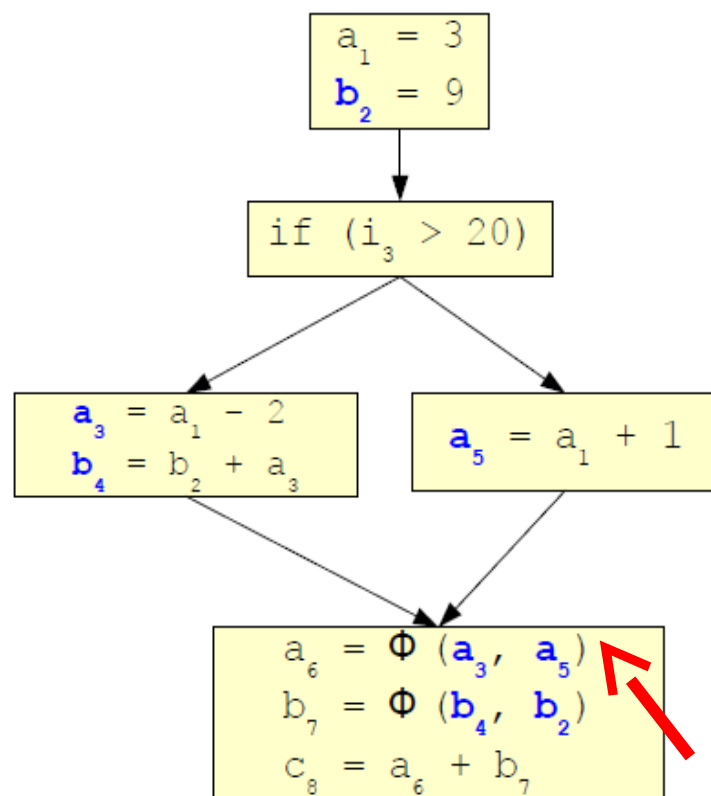 a₁ = 3
b₂ = 9
if (i₃ > 20)
a₃ = a₁ - 2
b₄ = b₂ + a₃
a₅ = a₁ + 1
a₆ = Φ (a₃, a₅)
b₇ = Φ (b₄, b₂)
c₈ = a₆ + b₇